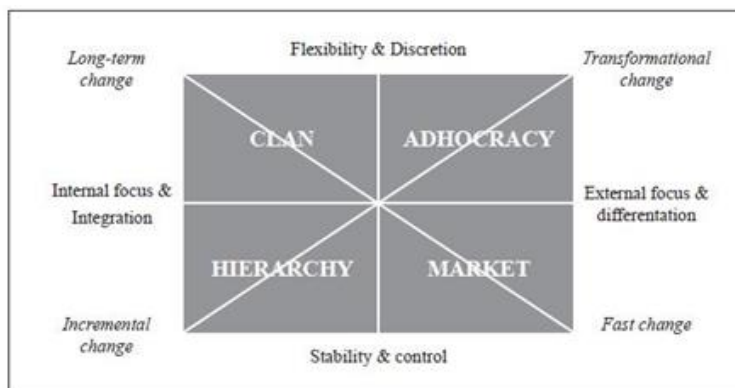 Flexibility & Discretion
Long-term
change
Transformational
change
CLAN
ADHOCRACY
Internal focus &
Integration
External focus &
differentation
HIERARCHY
MARKET
Incremental
change
Fast change
Stability & control